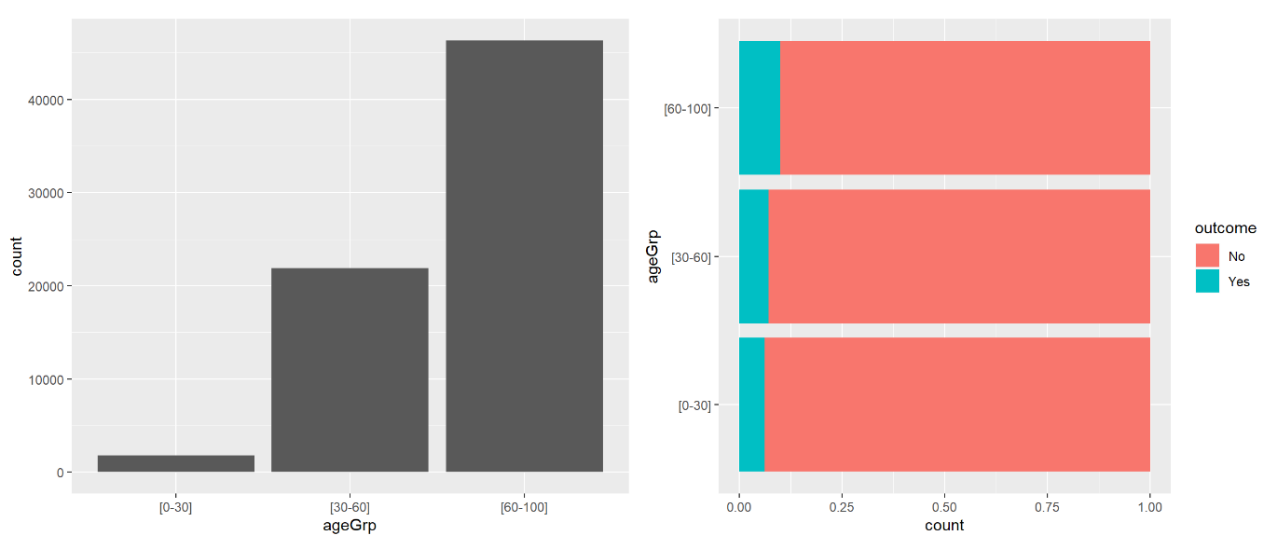 40000
30000
20000
10000
0
count
[0-30]
[30-60]
[60-100]
ageGrp
[60-100]
[30-60]
[0-30]
ageGrp
0.00
0.25
0.50
0.75
1.00
count
outcome
No
Yes